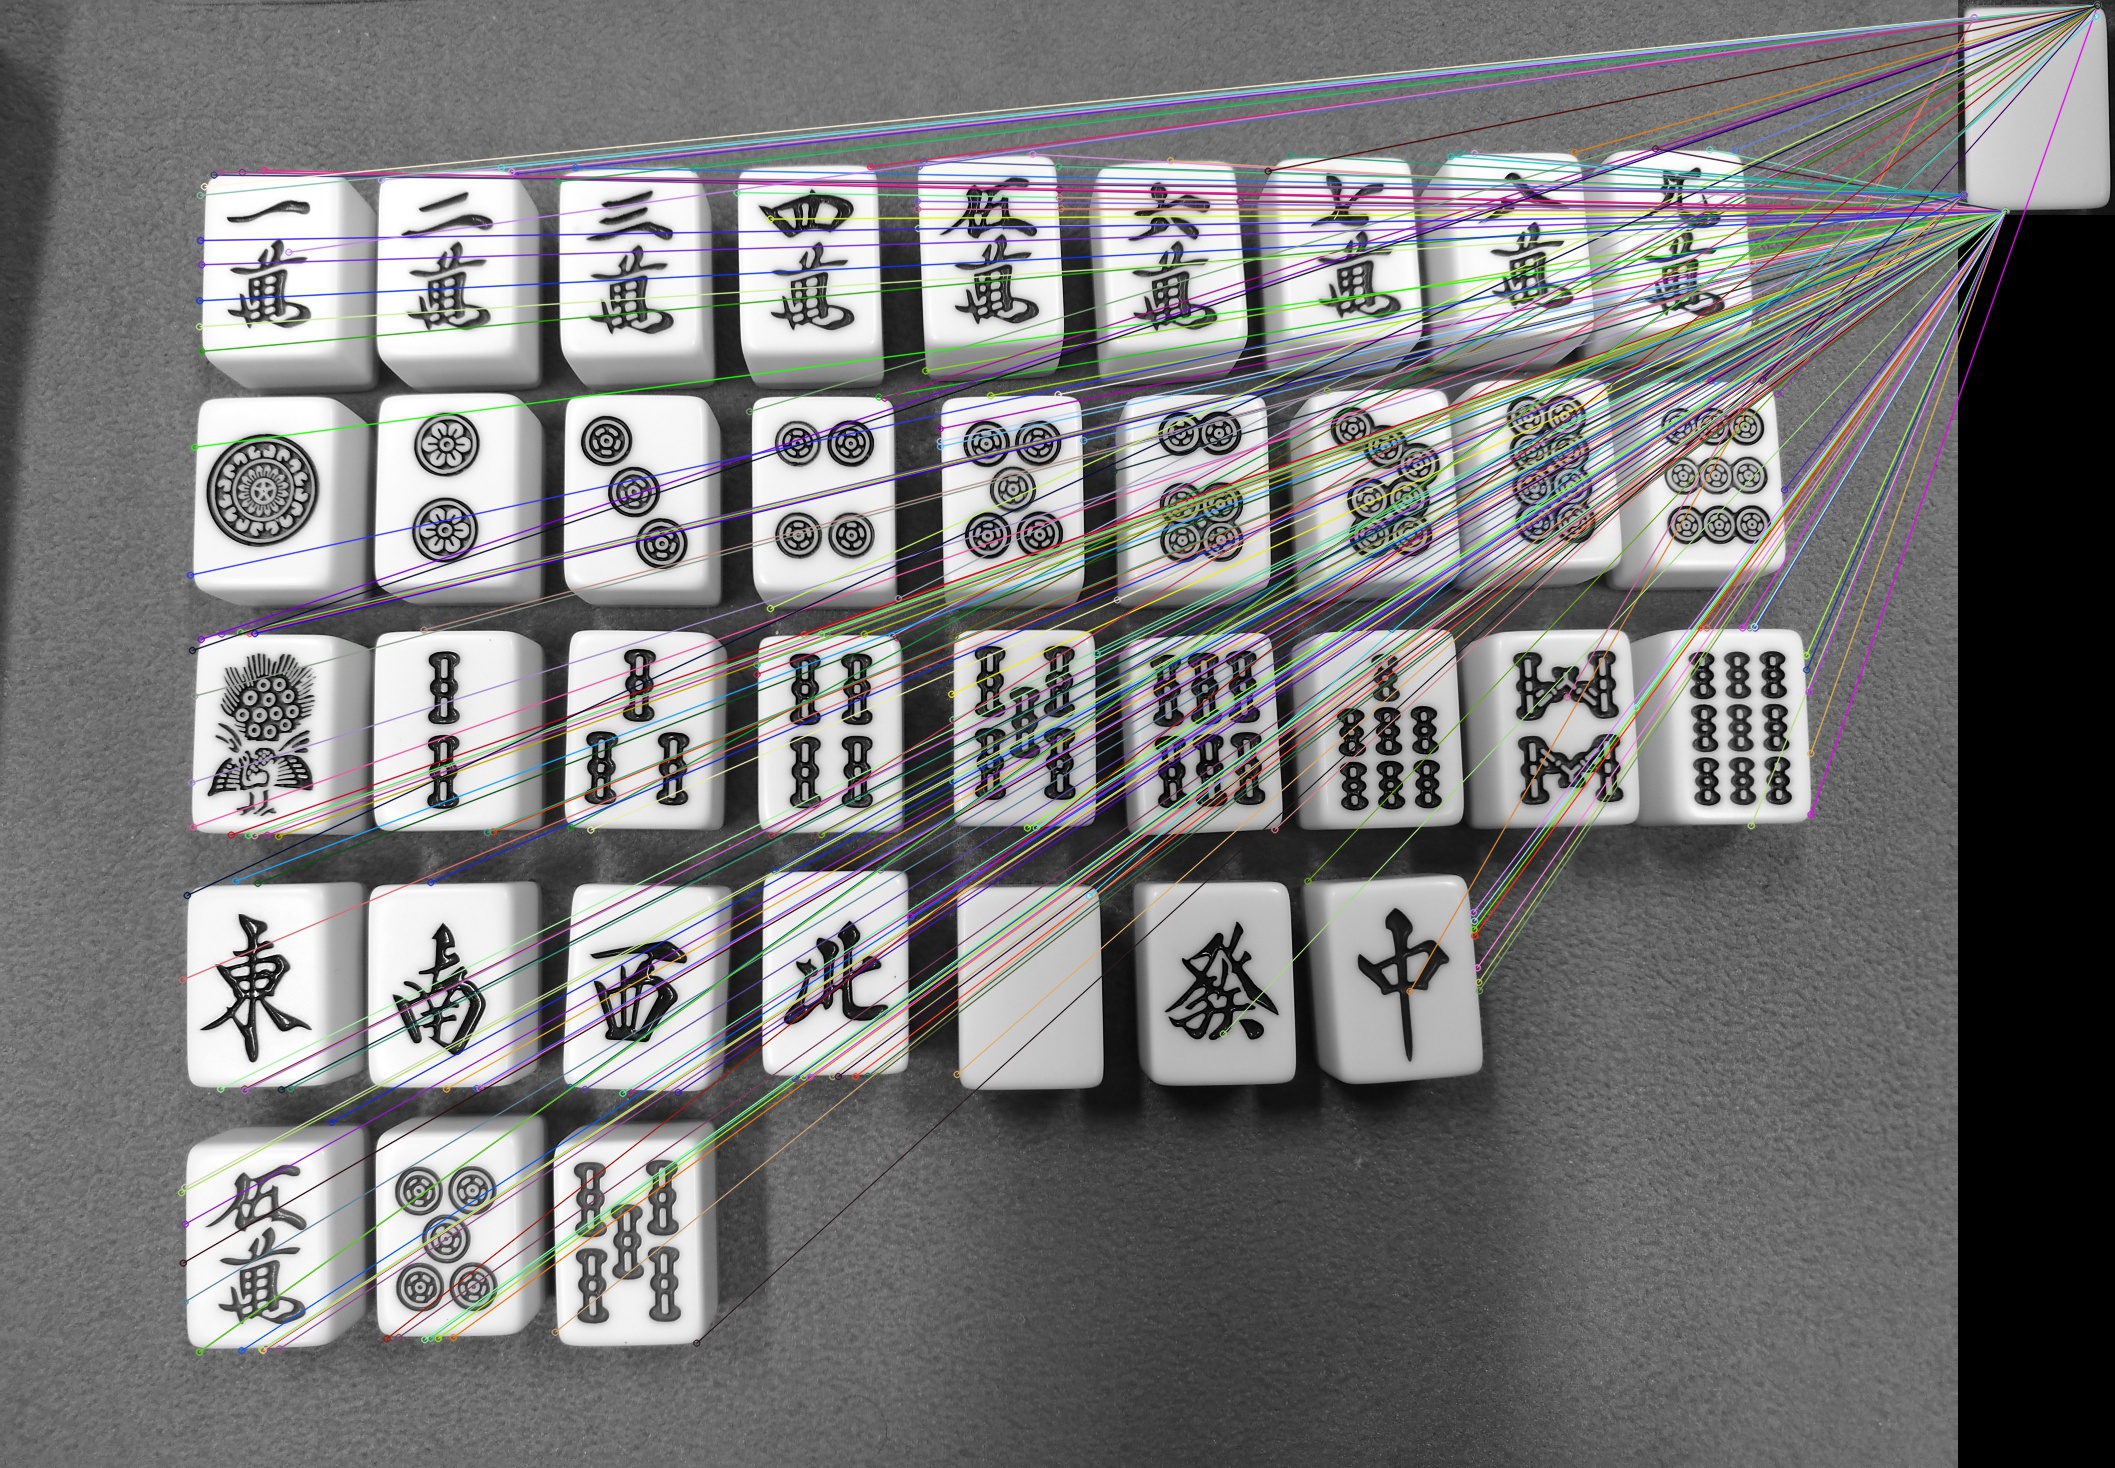 一萬 二萬 三萬 四萬 伍萬 六萬 七萬 八萬 九萬
東 南 西 北 發 中
伍萬